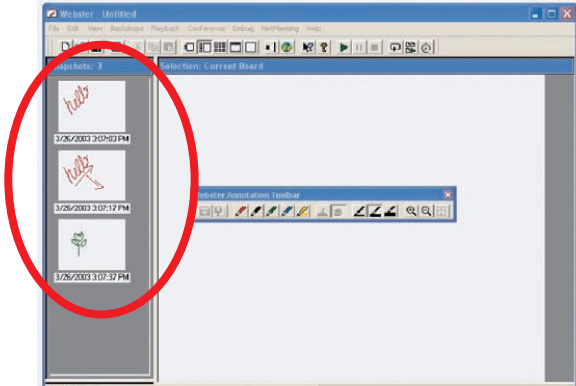 Webster - Untitled
File Edit View Backdrops Playback Conference Debug NetMeeting Help
Snapshots: 3
Selection: Current Board
hello
3/26/2003 3:07:03 PM
hello
3/26/2003 3:07:17 PM
Webster Annotation Toolbar
3/26/2003 3:07:37 PM